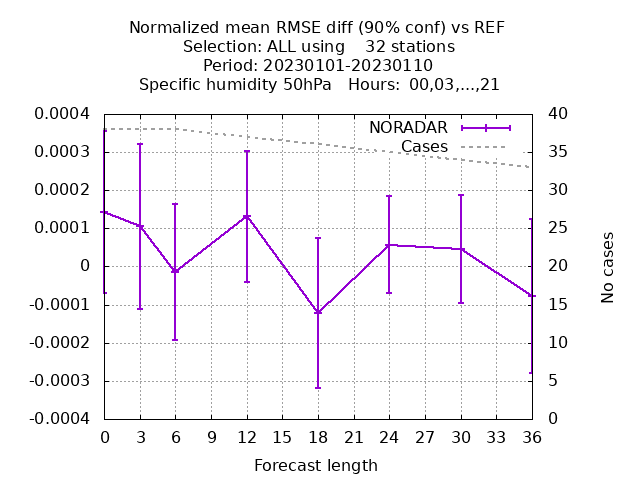 Normalized mean RMSE diff (90% conf) vs REF
Selection: ALL using    32 stations
Period: 20230101-20230110
Specific humidity 50hPa   Hours: 00,03,...,21
NORADAR
Cases
0.0004
0.0003
0.0002
0.0001
0
-0.0001
-0.0002
-0.0003
-0.0004
40
35
30
25
20
15
10
5
0
No cases
0 3 6 9 12 15 18 21 24 27 30 33 36
Forecast length